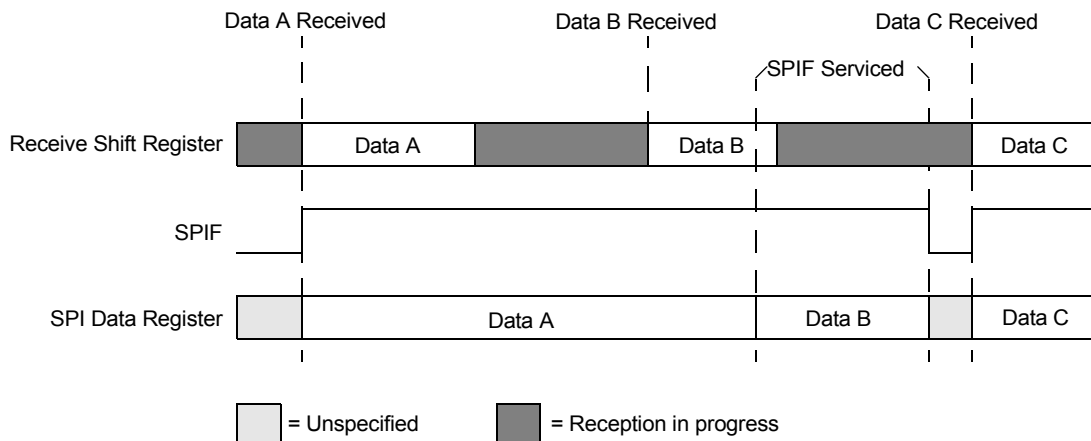 Data A Received
Data B Received
Data C Received
SPIF Serviced
Receive Shift Register
Data A
Data B
Data C
SPIF
SPI Data Register
Data A
Data B
Data C
= Unspecified
= Reception in progress